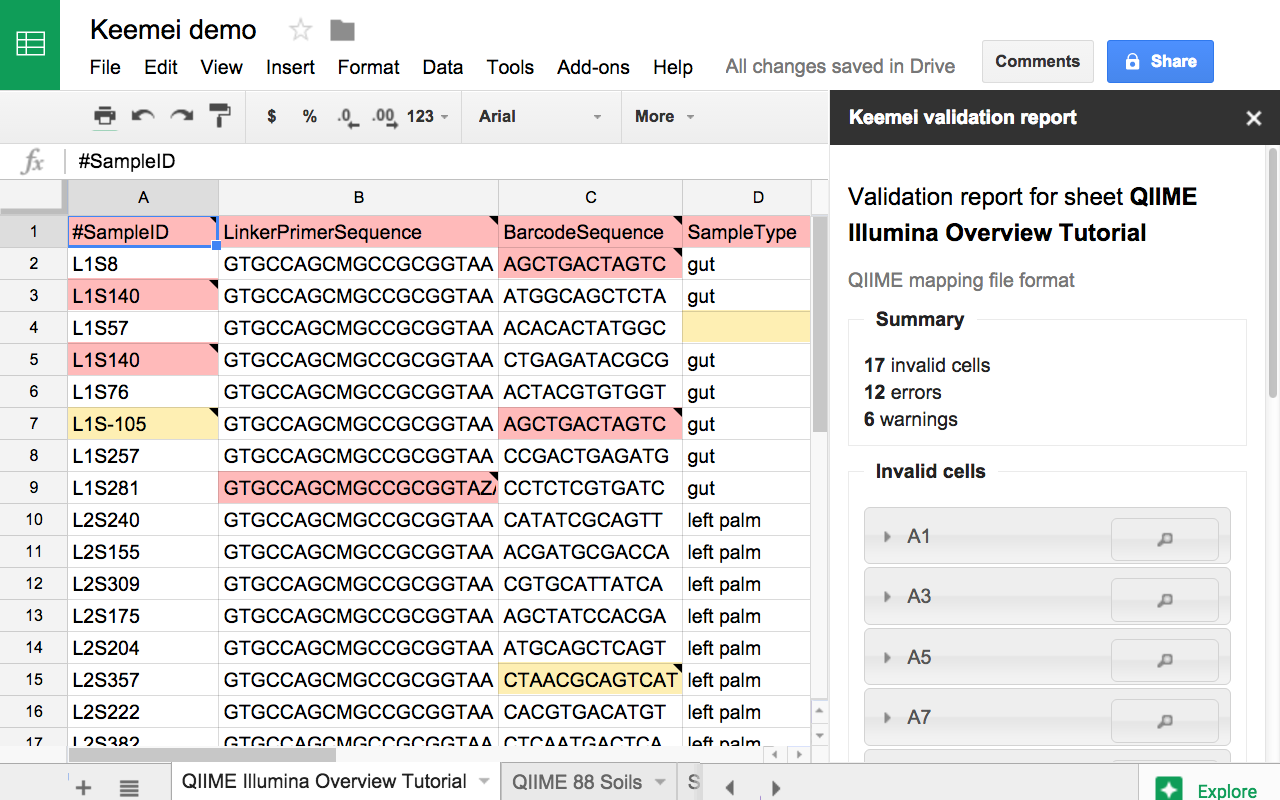 Keemei demo
File Edit View Insert Format Data Tools Add-ons Help All changes saved in Drive
Comments
Share
$ % .0 .00 123 Arial More
fx #SampleID
A B C D
1 #SampleID LinkerPrimerSequence BarcodeSequence SampleType
2 L1S8 GTGCCAGCMGCCGCGGTAA AGCTGACTAGTC gut
3 L1S140 GTGCCAGCMGCCGCGGTAA ATGGCAGCTCTA gut
4 L1S57 GTGCCAGCMGCCGCGGTAA ACACACTATGGC
5 L1S140 GTGCCAGCMGCCGCGGTAA CTGAGATACGCG gut
6 L1S76 GTGCCAGCMGCCGCGGTAA ACTACGTGTGGT gut
7 L1S-105 GTGCCAGCMGCCGCGGTAA AGCTGACTAGTC gut
8 L1S257 GTGCCAGCMGCCGCGGTAA CCGACTGAGATG gut
9 L1S281 GTGCCAGCMGCCGCGGTAZA CCTCTCGTGATC gut
10 L2S240 GTGCCAGCMGCCGCGGTAA CATATCGCAGTT left palm
11 L2S155 GTGCCAGCMGCCGCGGTAA ACGATGCGACCA left palm
12 L2S309 GTGCCAGCMGCCGCGGTAA CGTGCATTATCA left palm
13 L2S175 GTGCCAGCMGCCGCGGTAA AGCTATCCACGA left palm
14 L2S204 GTGCCAGCMGCCGCGGTAA ATGCAGCTCAGT left palm
15 L2S357 GTGCCAGCMGCCGCGGTAA CTAACGCAGTCAT left palm
16 L2S222 GTGCCAGCMGCCGCGGTAA CACGTGACATGT left palm
17 L2S382 GTGCCAGCMGCCGCGGTAA CTCAATGACTCA left palm
QIIME Illumina Overview Tutorial QIIME 88 Soils S
Keemei validation report
Validation report for sheet QIIME
Illumina Overview Tutorial
QIIME mapping file format
Summary
17 invalid cells
12 errors
6 warnings
Invalid cells
A1
A3
A5
A7
Explore